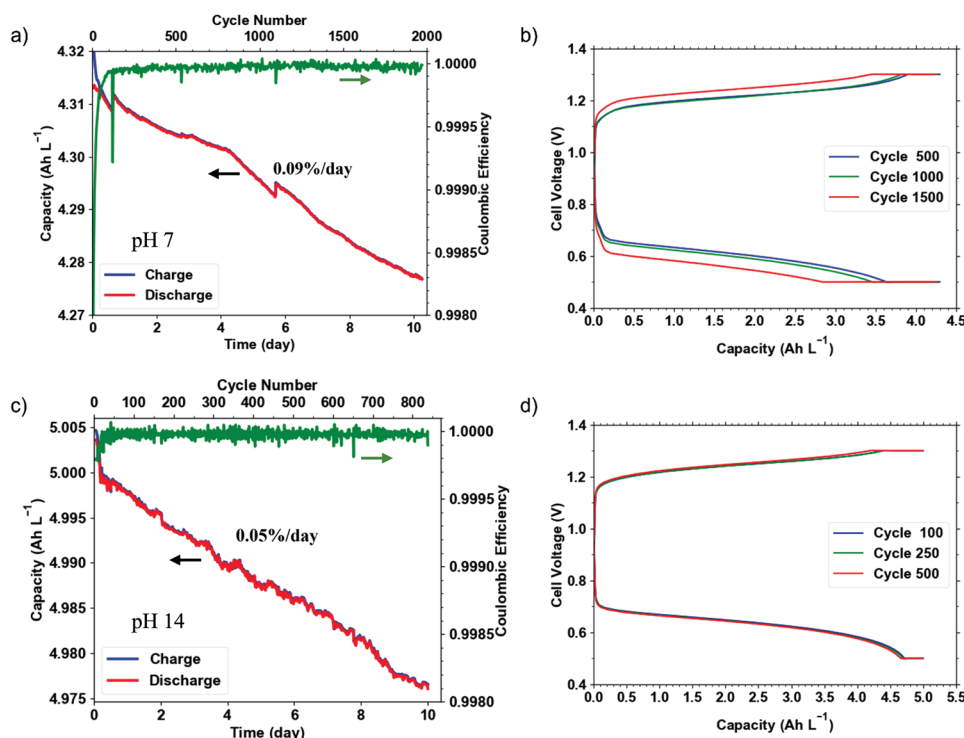 a)
Cycle Number
0 500 1000 1500 2000
4.32
4.31
4.30
4.29
4.28
4.27
Capacity (Ah L⁻¹)
1.0000
0.9995
0.9990
0.9985
0.9980
Coulombic Efficiency
0.09%/day
pH 7
Charge
Discharge
0 2 4 6 8 10
Time (day)
b)
1.4
1.2
1.0
0.8
0.6
0.4
Cell Voltage (V)
Cycle 500
Cycle 1000
Cycle 1500
0.0 0.5 1.0 1.5 2.0 2.5 3.0 3.5 4.0 4.5
Capacity (Ah L⁻¹)
c)
Cycle Number
0 100 200 300 400 500 600 700 800
5.005
5.000
4.995
4.990
4.985
4.980
4.975
Capacity (Ah L⁻¹)
1.0000
0.9995
0.9990
0.9985
0.9980
Coulombic Efficiency
0.05%/day
pH 14
Charge
Discharge
0 2 4 6 8 10
Time (day)
d)
1.4
1.2
1.0
0.8
0.6
0.4
Cell Voltage (V)
Cycle 100
Cycle 250
Cycle 500
0.0 0.5 1.0 1.5 2.0 2.5 3.0 3.5 4.0 4.5 5.0 5.5
Capacity (Ah L⁻¹)